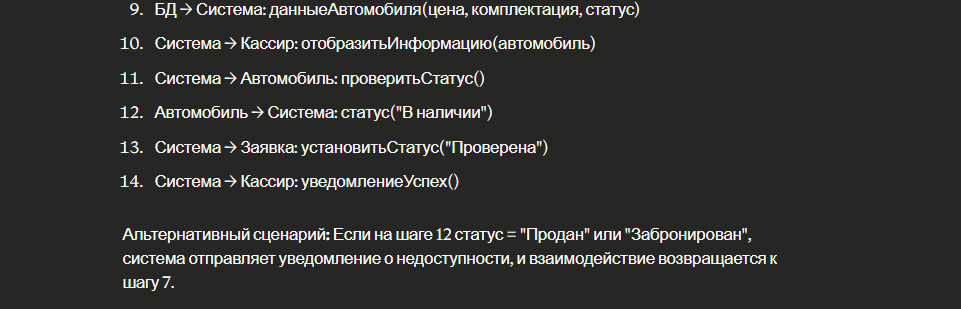 9. БД → Система: данныеАвтомобиля(цена, комплектация, статус)
10. Система → Кассир: отобразитьИнформацию(автомобиль)
11. Система → Автомобиль: проверитьСтатус()
12. Автомобиль → Система: статус("В наличии")
13. Система → Заявка: установитьСтатус("Проверена")
14. Система → Кассир: уведомлениеУспех()
Альтернативный сценарий: Если на шаге 12 статус = "Продан" или "Забронирован",
система отправляет уведомление о недоступности, и взаимодействие возвращается к
шагу 7.